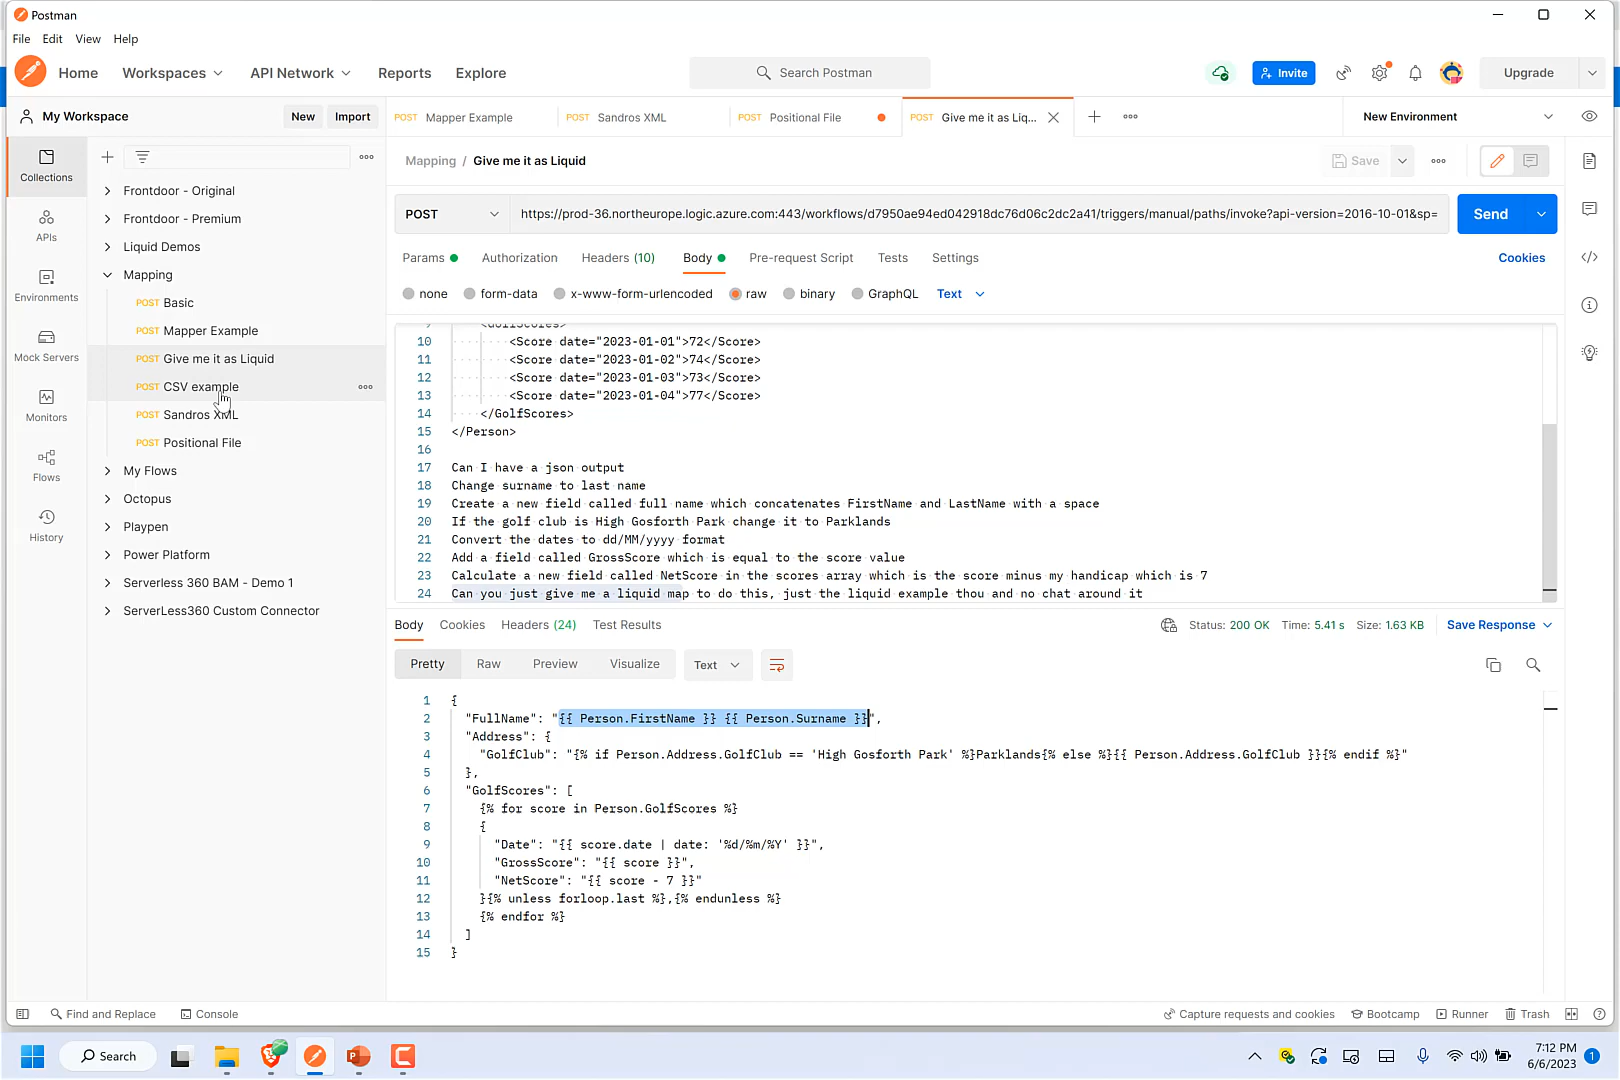 Postman
File Edit View Help
Home Workspaces API Network Reports Explore
Search Postman
Invite
Upgrade
My Workspace
New Import
POST Mapper Example
POST Sandros XML
POST Positional File
POST Give me it as Liq...
New Environment
Collections
APIs
Environments
Mock Servers
Monitors
Flows
History
Frontdoor - Original
Frontdoor - Premium
Liquid Demos
Mapping
POST Basic
POST Mapper Example
POST Give me it as Liquid
POST CSV example
POST Sandros XML
POST Positional File
My Flows
Octopus
Playpen
Power Platform
Serverless 360 BAM - Demo 1
ServerLess360 Custom Connector
Mapping / Give me it as Liquid
Save
POST
https://prod-36.northeurope.logic.azure.com:443/workflows/d7950ae94ed042918dc76d06c2dc2a41/triggers/manual/paths/invoke?api-version=2016-10-01&sp=
Send
Params Authorization Headers (10) Body Pre-request Script Tests Settings
Cookies
none form-data x-www-form-urlencoded raw binary GraphQL Text
9 <GolfScores>
10 <Score date="2023-01-01">72</Score>
11 <Score date="2023-01-02">74</Score>
12 <Score date="2023-01-03">73</Score>
13 <Score date="2023-01-04">77</Score>
14 </GolfScores>
15 </Person>
16
17 Can I have a json output
18 Change surname to last name
19 Create a new field called full name which concatenates FirstName and LastName with a space
20 If the golf club is High Gosforth Park change it to Parklands
21 Convert the dates to dd/MM/yyyy format
22 Add a field called GrossScore which is equal to the score value
23 Calculate a new field called NetScore in the scores array which is the score minus my handicap which is 7
24 Can you just give me a liquid map to do this, just the liquid example thou and no chat around it
Body Cookies Headers (24) Test Results
Status: 200 OK Time: 5.41 s Size: 1.63 KB
Save Response
Pretty Raw Preview Visualize Text
1 {
2 "FullName": "{{ Person.FirstName }} {{ Person.Surname }}",
3 "Address": {
4 "GolfClub": "{% if Person.Address.GolfClub == 'High Gosforth Park' %}Parklands{% else %}{{ Person.Address.GolfClub }}{% endif %}"
5 },
6 "GolfScores": [
7 {% for score in Person.GolfScores %}
8 {
9 "Date": "{{ score.date | date: '%d/%m/%Y' }}",
10 "GrossScore": "{{ score }}",
11 "NetScore": "{{ score - 7 }}"
12 }{% unless forloop.last %},{% endunless %}
13 {% endfor %}
14 ]
15 }
Find and Replace Console
Capture requests and cookies Bootcamp Runner Trash
Search
7:12 PM
6/6/2023
1